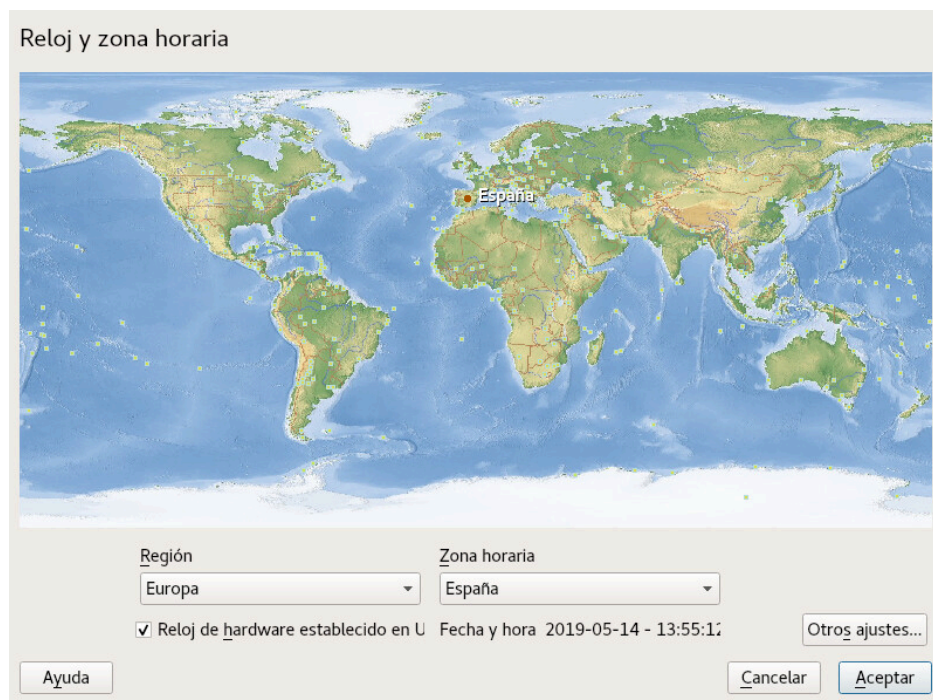 Reloj y zona horaria
España
Región
Zona horaria
Europa
España
Reloj de hardware establecido en U
Fecha y hora 2019-05-14 - 13:55:12
Otros ajustes...
Ayuda
Cancelar
Aceptar